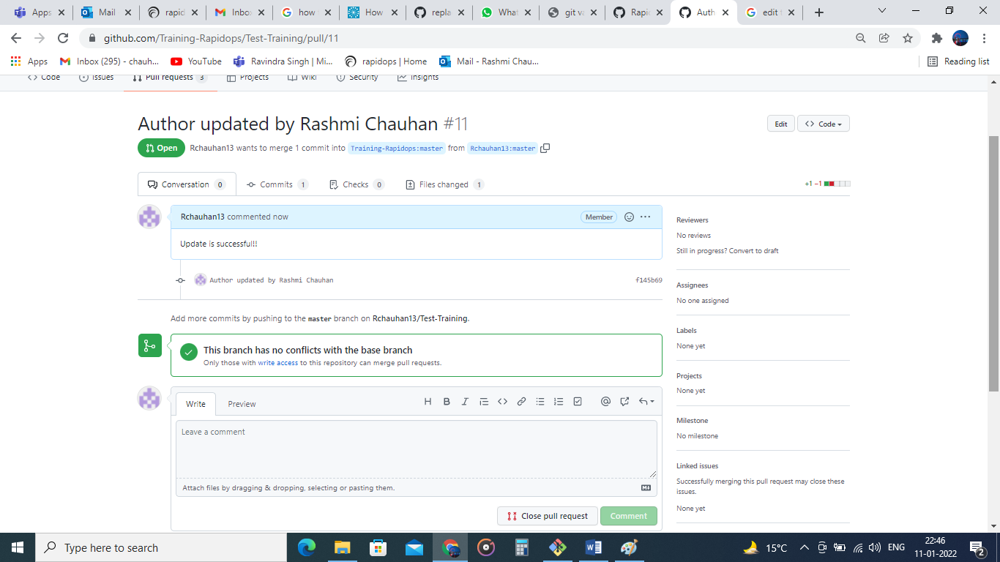 Apps
Mail
rapid
Inbo
how
How
repla
What
git va
Rapi
Auth
edit t
github.com/Training-Rapidops/Test-Training/pull/11
Apps
Inbox (295) - chauh...
YouTube
Ravindra Singh | Mi...
rapidops | Home
Mail - Rashmi Chau...
Reading list
Code
Issues
Pull requests 3
Projects
Wiki
Security
Insights
Author updated by Rashmi Chauhan #11
Edit
Code
Open
Rchauhan13 wants to merge 1 commit into Training-Rapidops:master from Rchauhan13:master
Conversation 0
Commits 1
Checks 0
Files changed 1
+1 −1
Rchauhan13 commented now
Member
Update is successful!!
Author updated by Rashmi Chauhan
f145b69
Add more commits by pushing to the master branch on Rchauhan13/Test-Training.
This branch has no conflicts with the base branch
Only those with write access to this repository can merge pull requests.
Write
Preview
Leave a comment
Attach files by dragging & dropping, selecting or pasting them.
Close pull request
Comment
Reviewers
No reviews
Still in progress? Convert to draft
Assignees
No one assigned
Labels
None yet
Projects
None yet
Milestone
No milestone
Linked issues
Successfully merging this pull request may close these
issues.
None yet
Type here to search
15°C
ENG
22:46
11-01-2022
2